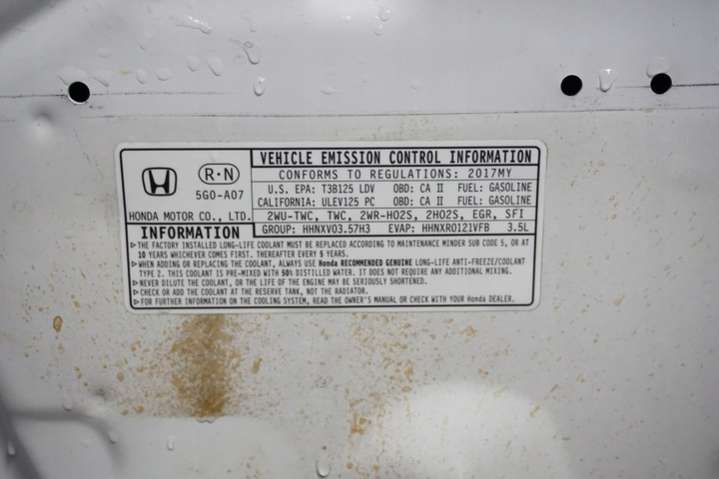 VEHICLE EMISSION CONTROL INFORMATION
R·N
CONFORMS TO REGULATIONS: 2017MY
5G0-A07
U.S. EPA: T3B125 LDV OBD: CA II FUEL: GASOLINE
CALIFORNIA: ULEV125 PC OBD: CA II FUEL: GASOLINE
HONDA MOTOR CO., LTD.
2WU-TWC, TWC, 2WR-HO2S, 2HO2S, EGR, SFI
INFORMATION
GROUP: HHNXV03.57H3 EVAP: HHNXR0121VFB 3.5L
▷THE FACTORY INSTALLED LONG-LIFE COOLANT MUST BE REPLACED ACCORDING TO MAINTENANCE MINDER SUB CODE 5, OR AT
10 YEARS WHICHEVER COMES FIRST. THEREAFTER EVERY 5 YEARS.
▷WHEN ADDING OR REPLACING THE COOLANT, ALWAYS USE Honda RECOMMENDED GENUINE LONG-LIFE ANTI-FREEZE/COOLANT
TYPE 2. THIS COOLANT IS PRE-MIXED WITH 50% DISTILLED WATER. IT DOES NOT REQUIRE ANY ADDITIONAL MIXING.
▷NEVER DILUTE THE COOLANT, OR THE LIFE OF THE ENGINE MAY BE SERIOUSLY SHORTENED.
▷CHECK OR ADD THE COOLANT AT THE RESERVE TANK, NOT THE RADIATOR.
▷FOR FURTHER INFORMATION ON THE COOLING SYSTEM, READ THE OWNER'S MANUAL OR CHECK WITH YOUR Honda DEALER.